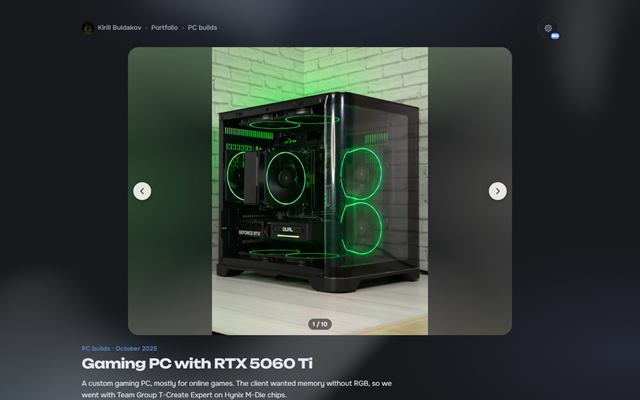 Kirill Buldakov › Portfolio › PC builds
GEFORCE RTX
DUAL
1 / 10
PC builds · October 2025
Gaming PC with RTX 5060 Ti
A custom gaming PC, mostly for online games. The client wanted memory without RGB, so we
went with Team Group T-Create Expert on Hynix M-Die chips.